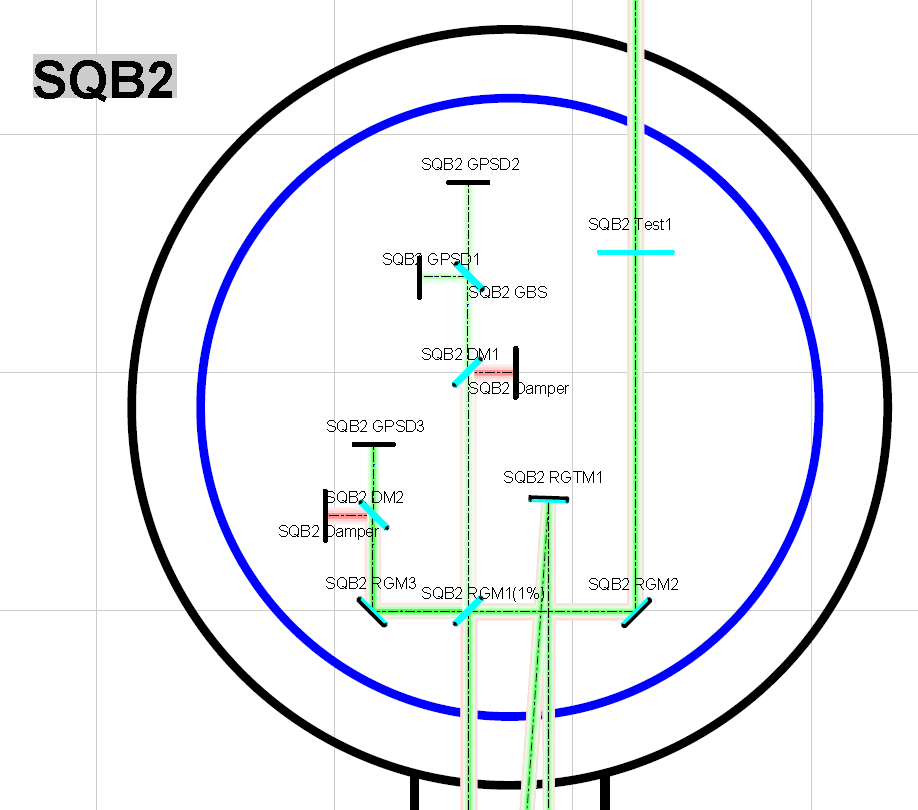 SQB2
SQB2 GPSD2
SQB2 Test1
SQB2 GPSD1
SQB2 GBS
SQB2 DM1
SQB2 Damper
SQB2 GPSD3
SQB2 RGTM1
SQB2 DM2
SQB2 Damper
SQB2 RGM3
SQB2 RGM1(1%)
SQB2 RGM2